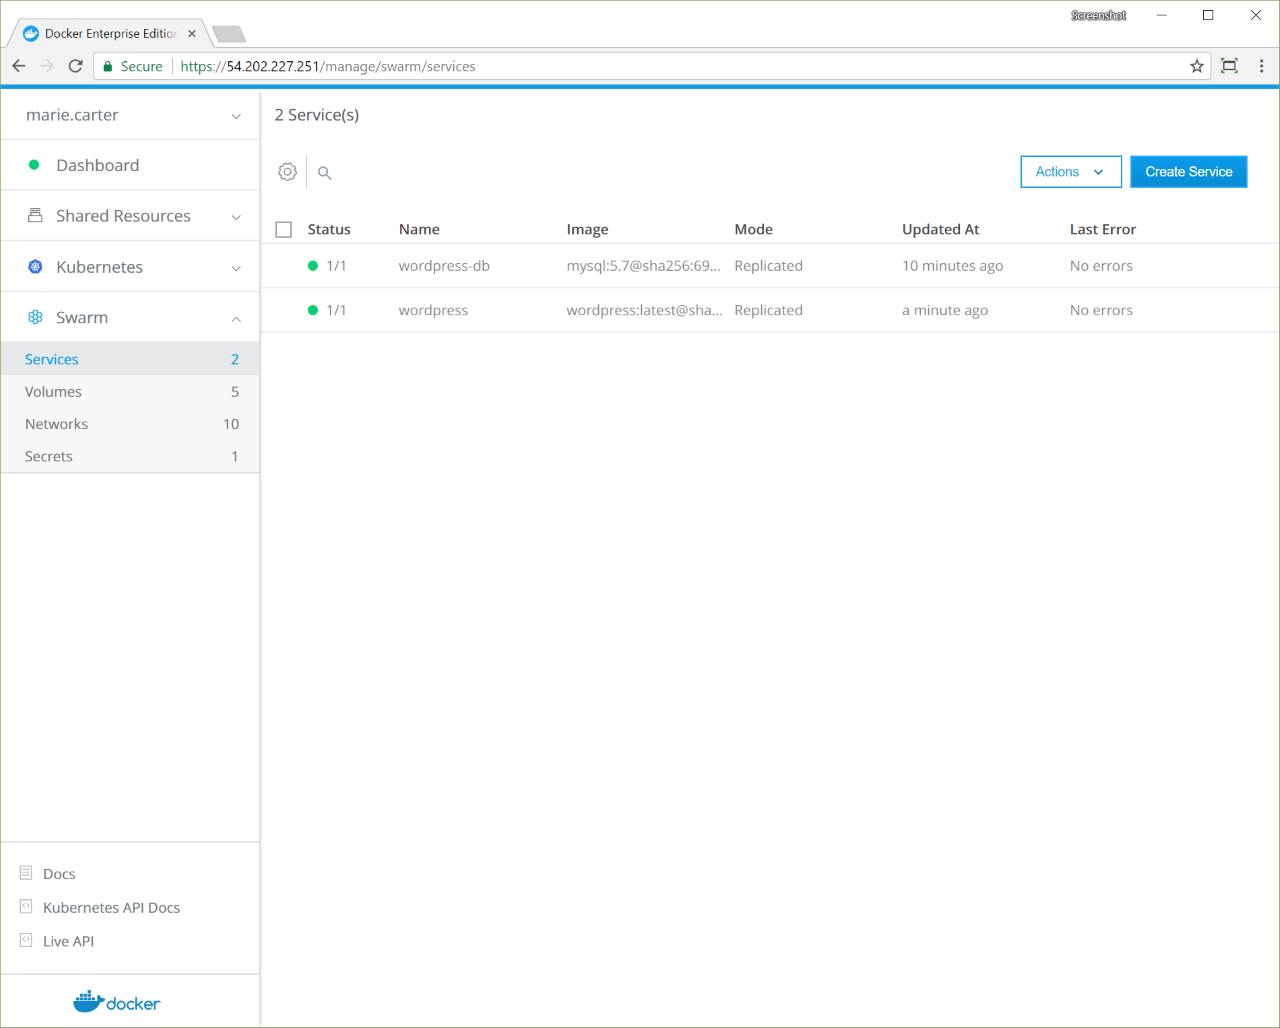 Screenshot
Docker Enterprise Edition
Secure https://54.202.227.251/manage/swarm/services
marie.carter
Dashboard
Shared Resources
Kubernetes
Swarm
Services 2
Volumes 5
Networks 10
Secrets 1
Docs
Kubernetes API Docs
Live API
docker
2 Service(s)
Actions Create Service
Status Name Image Mode Updated At Last Error
1/1 wordpress-db mysql:5.7@sha256:69... Replicated 10 minutes ago No errors
1/1 wordpress wordpress:latest@sha... Replicated a minute ago No errors